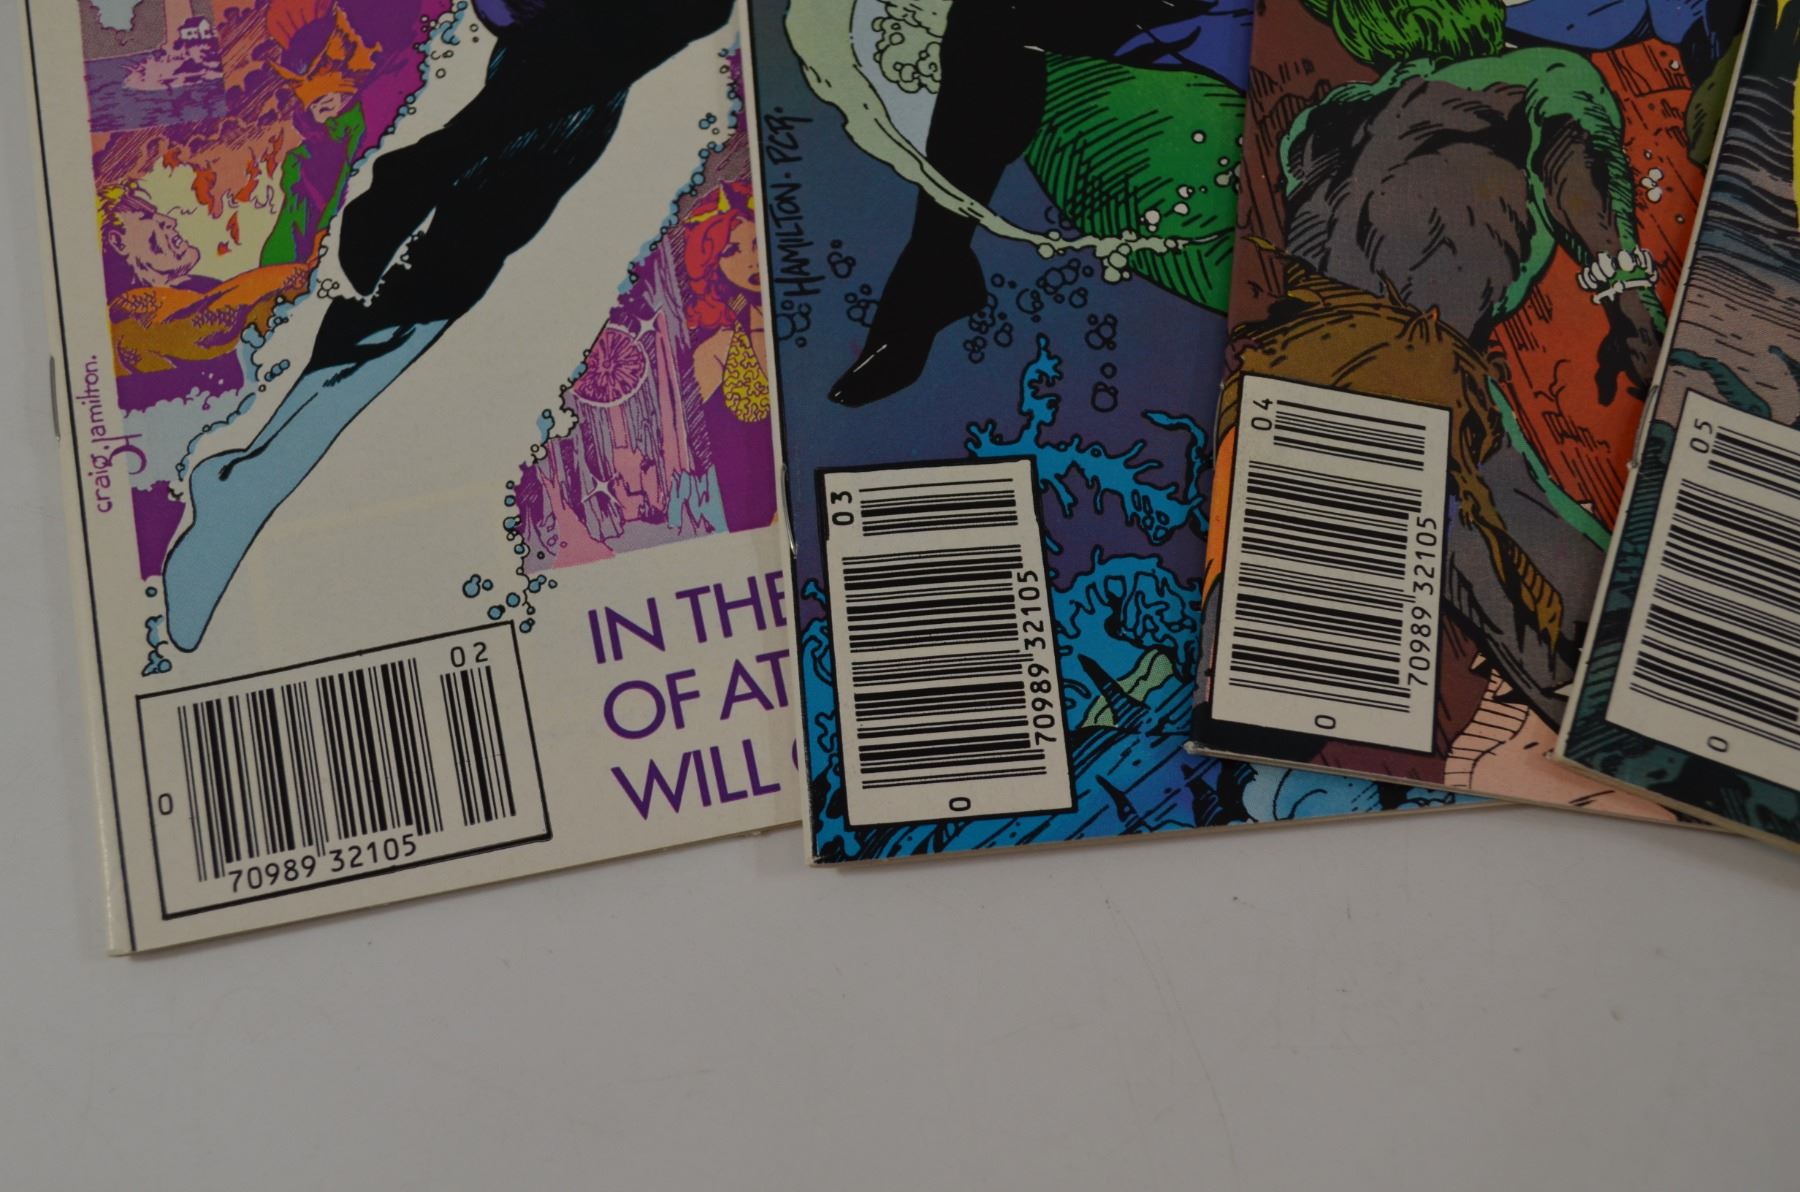 craig.hamilton.
IN THE
OF AT
WILL
02
0
70989 32105
HAMILTON · PCR.
03
70989 32105
0
04
70989 32105
0
05
0